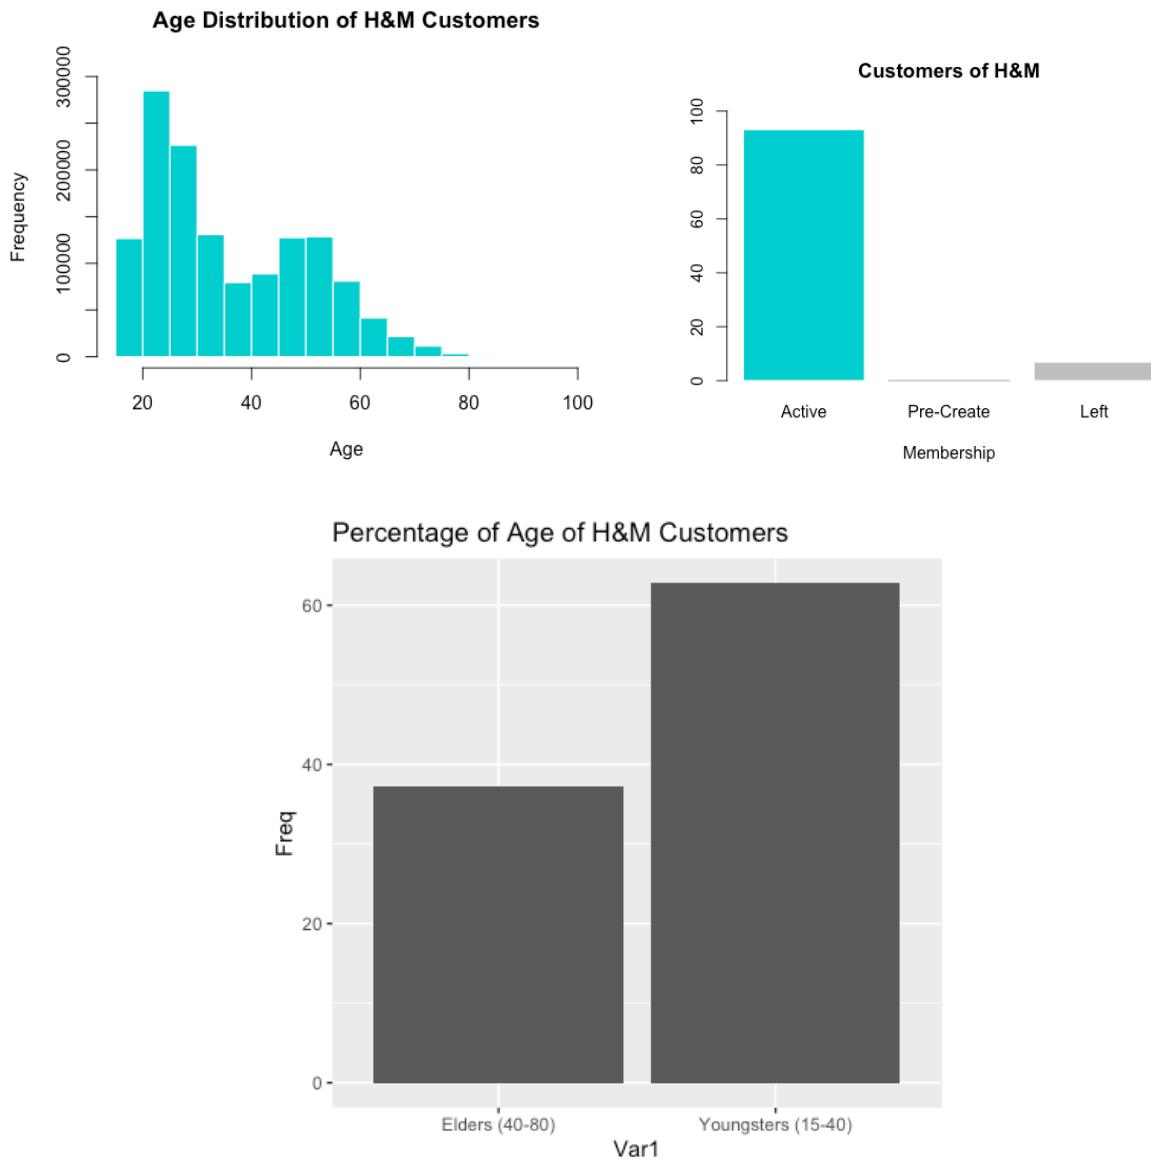 Age Distribution of H&M Customers
Frequency
300000
200000
100000
0
20 40 60 80 100
Age
Customers of H&M
100
80
60
40
20
0
Active Pre-Create Left
Membership
Percentage of Age of H&M Customers
Freq
60
40
20
0
Elders (40-80) Youngsters (15-40)
Var1